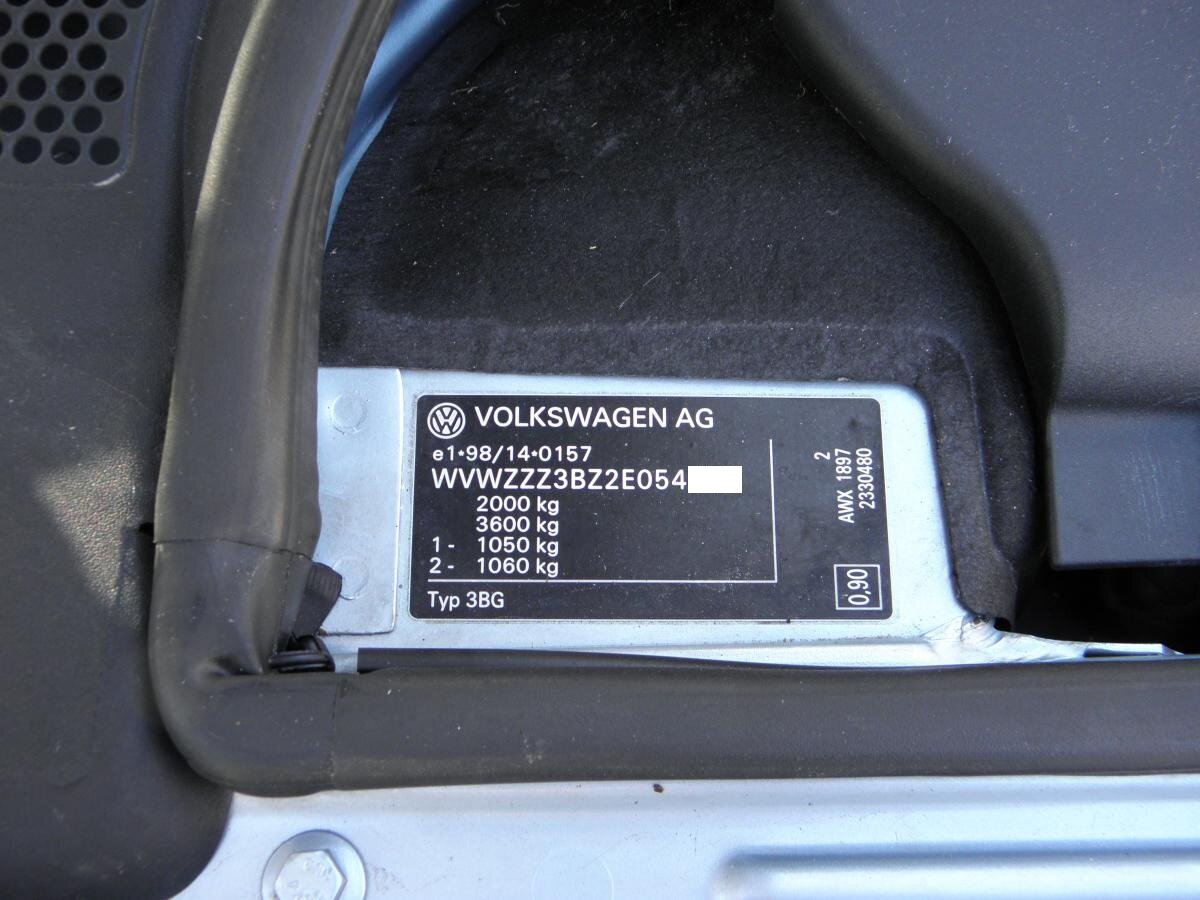 VOLKSWAGEN AG
e1*98/14*0157
WVWZZZ3BZ2E054
2000 kg
3600 kg
1- 1050 kg
2- 1060 kg
Typ 3BG
2
AWX 1897
2330480
0,90